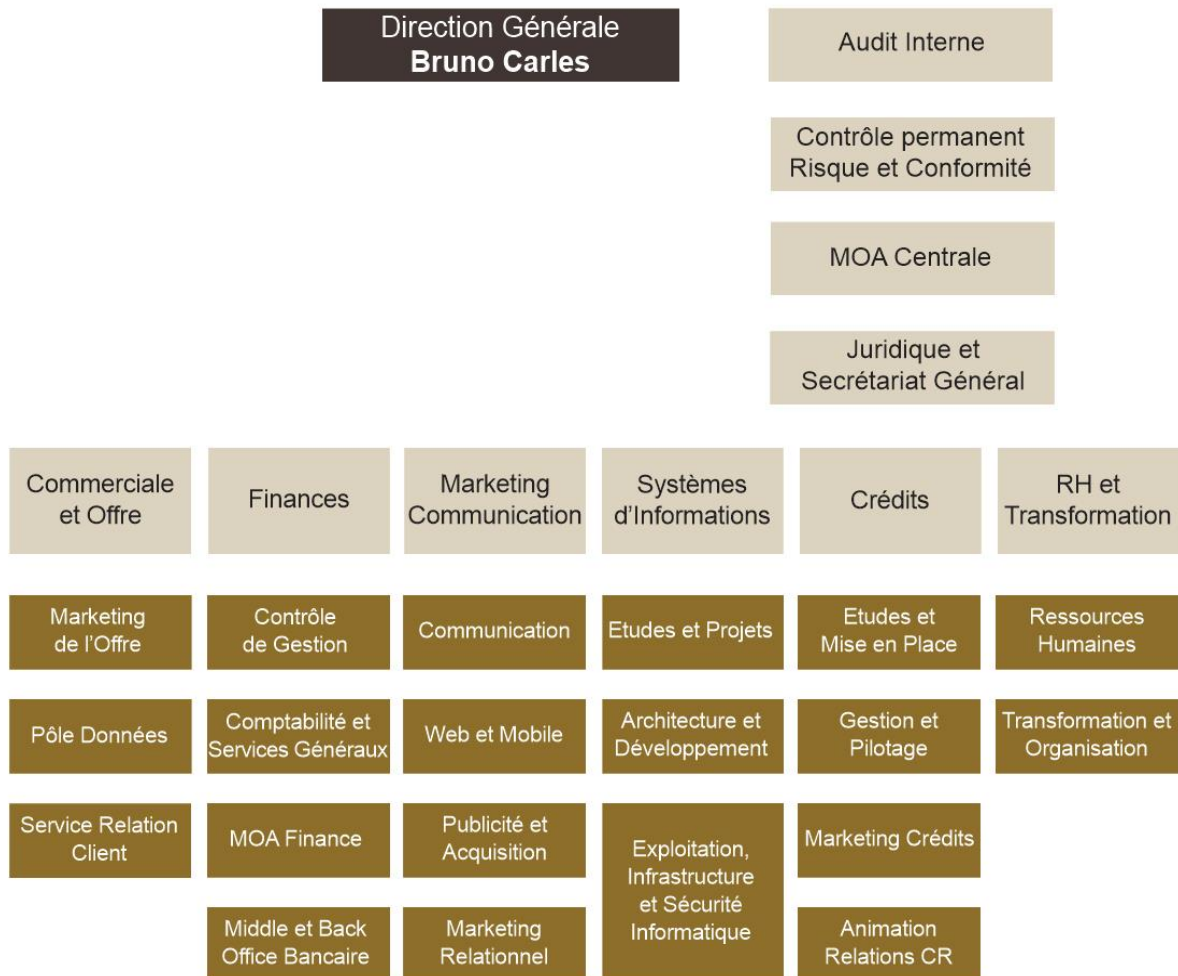 Direction Générale
Bruno Carles
Audit Interne
Contrôle permanent
Risque et Conformité
MOA Centrale
Juridique et
Secrétariat Général
Commerciale
et Offre
Finances
Marketing
Communication
Systèmes
d'Informations
Crédits
RH et
Transformation
Marketing
de l'Offre
Contrôle
de Gestion
Communication
Etudes et Projets
Etudes et
Mise en Place
Ressources
Humaines
Pôle Données
Comptabilité et
Services Généraux
Web et Mobile
Architecture et
Développement
Gestion et
Pilotage
Transformation et
Organisation
Service Relation
Client
MOA Finance
Publicité et
Acquisition
Exploitation,
Infrastructure
et Sécurité
Informatique
Marketing Crédits
Middle et Back
Office Bancaire
Marketing
Relationnel
Animation
Relations CR